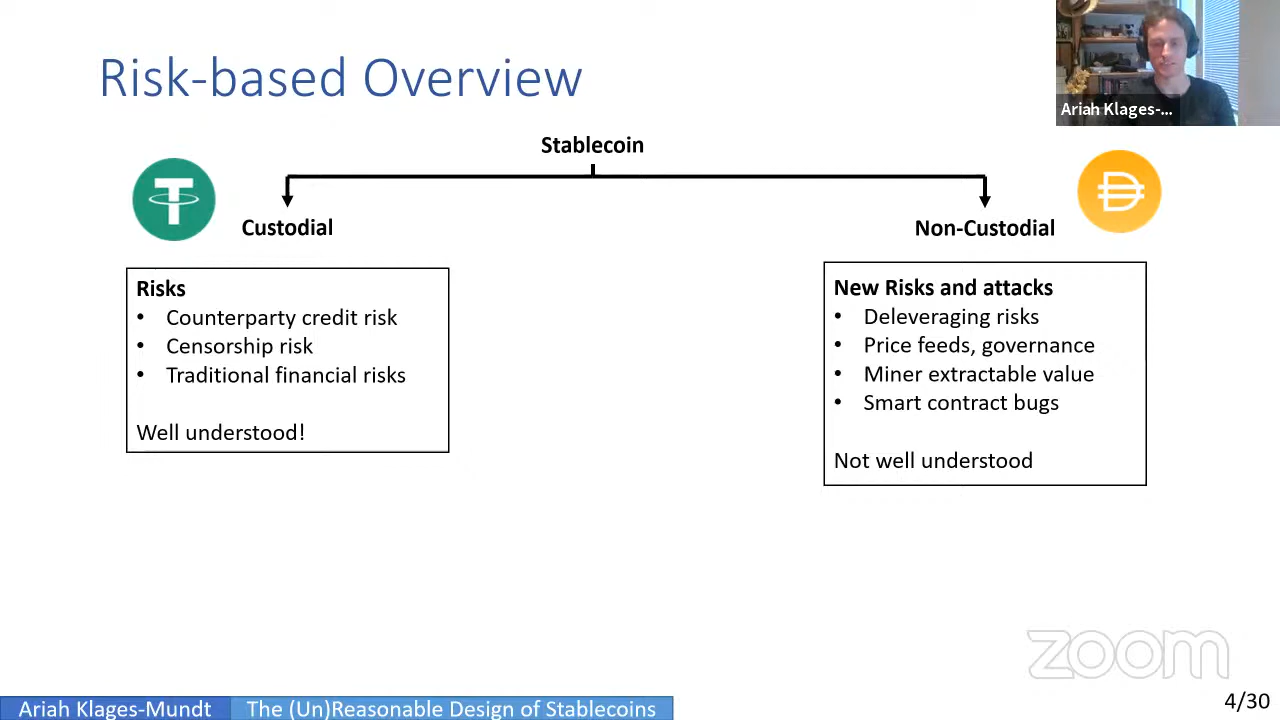 Risk-based Overview
Ariah Klages-...
Stablecoin
Custodial
Non-Custodial
Risks
• Counterparty credit risk
• Censorship risk
• Traditional financial risks
Well understood!
New Risks and attacks
• Deleveraging risks
• Price feeds, governance
• Miner extractable value
• Smart contract bugs
Not well understood
zoom
Ariah Klages-Mundt
The (Un)Reasonable Design of Stablecoins
4/30